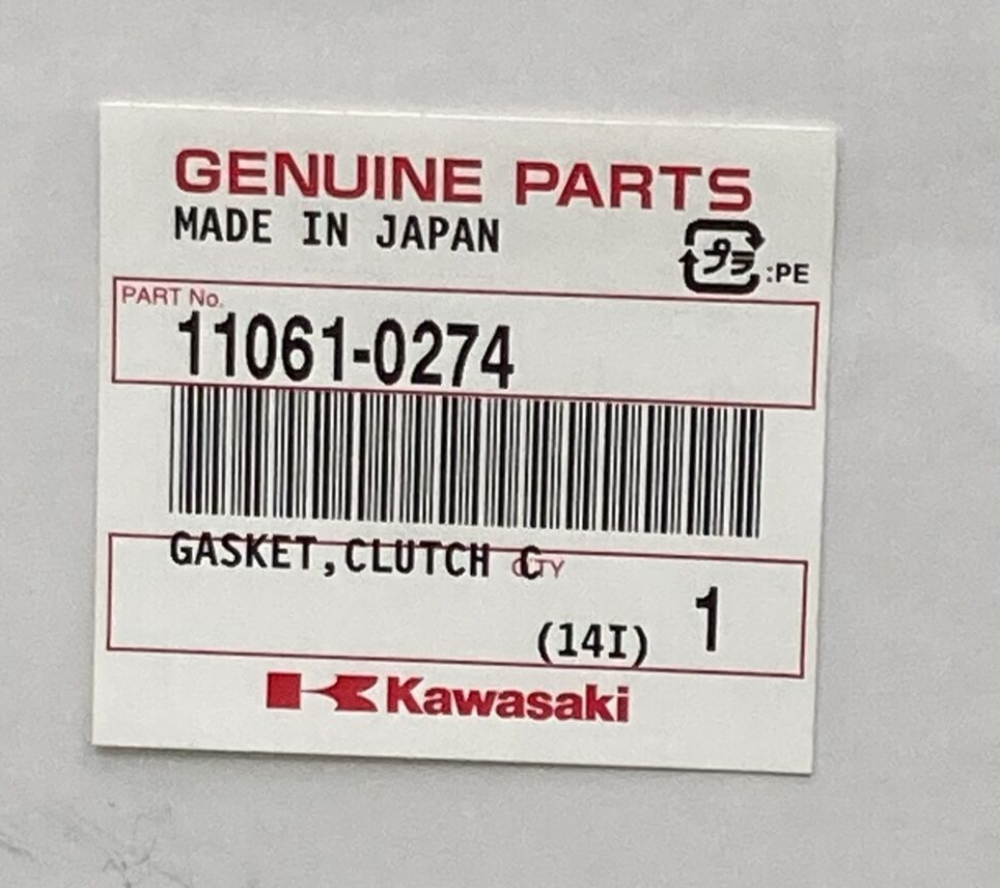 GENUINE PARTS
MADE IN JAPAN
プラ :PE
PART No.
11061-0274
GASKET,CLUTCH C
QTY
(14I) 1
Kawasaki